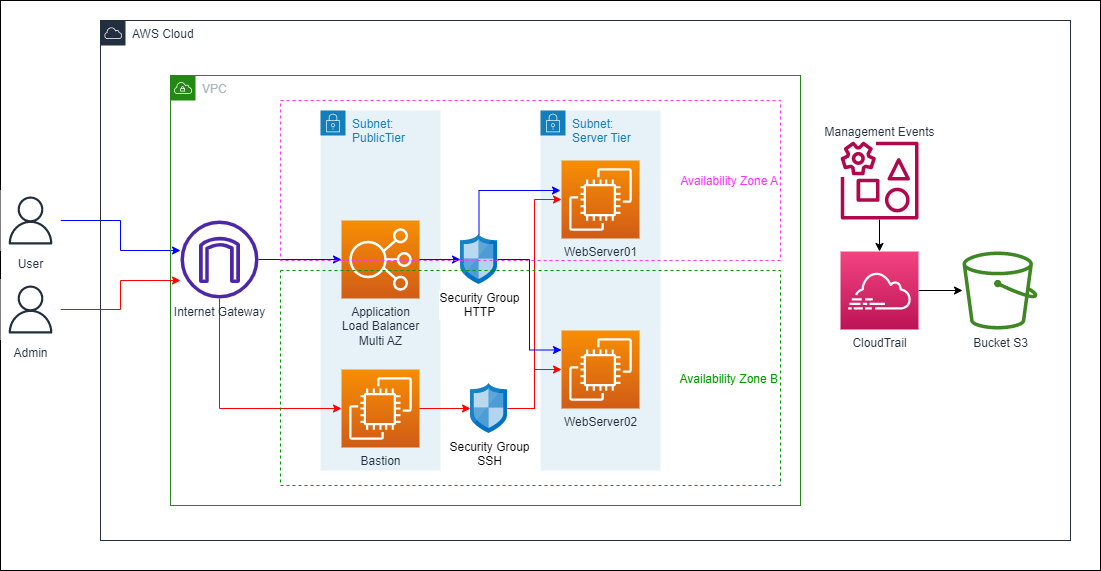 AWS Cloud
VPC
Subnet:
PublicTier
Subnet:
Server Tier
Management Events
Availability Zone A
WebServer01
User
Internet Gateway
Application
Load Balancer
Multi AZ
Security Group
HTTP
Admin
CloudTrail
Bucket S3
Availability Zone B
WebServer02
Bastion
Security Group
SSH